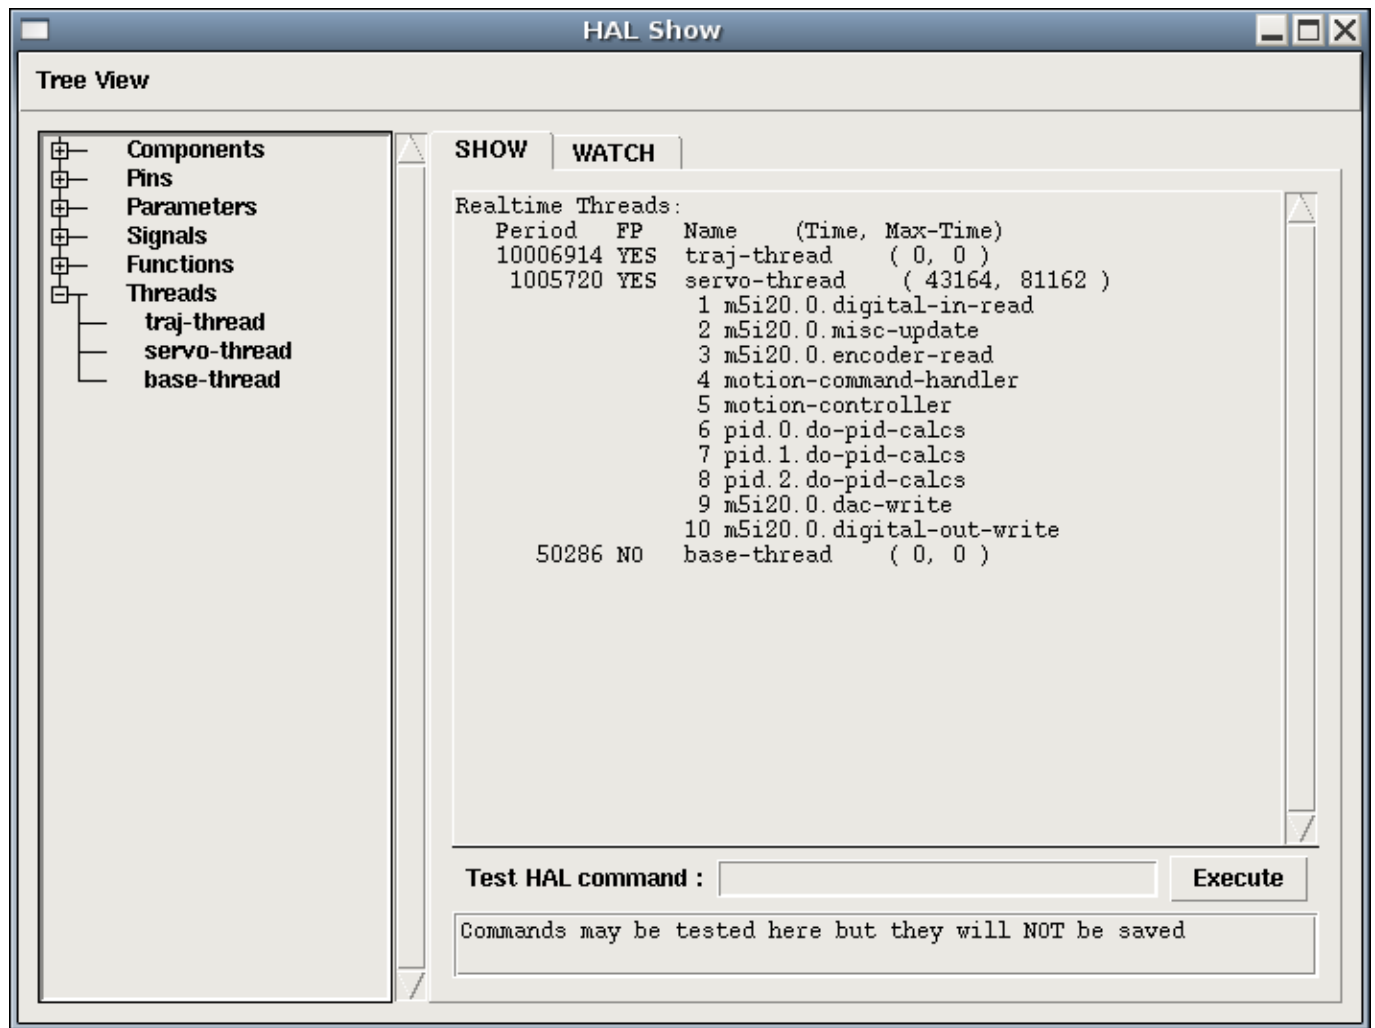 HAL Show
Tree View
Components
Pins
Parameters
Signals
Functions
Threads
traj-thread
servo-thread
base-thread
SHOW WATCH
Realtime Threads:
Period FP Name (Time, Max-Time)
10006914 YES traj-thread ( 0, 0 )
1005720 YES servo-thread ( 43164, 81162 )
1 m5i20.0.digital-in-read
2 m5i20.0.misc-update
3 m5i20.0.encoder-read
4 motion-command-handler
5 motion-controller
6 pid.0.do-pid-calcs
7 pid.1.do-pid-calcs
8 pid.2.do-pid-calcs
9 m5i20.0.dac-write
10 m5i20.0.digital-out-write
50286 NO base-thread ( 0, 0 )
Test HAL command :
Execute
Commands may be tested here but they will NOT be saved